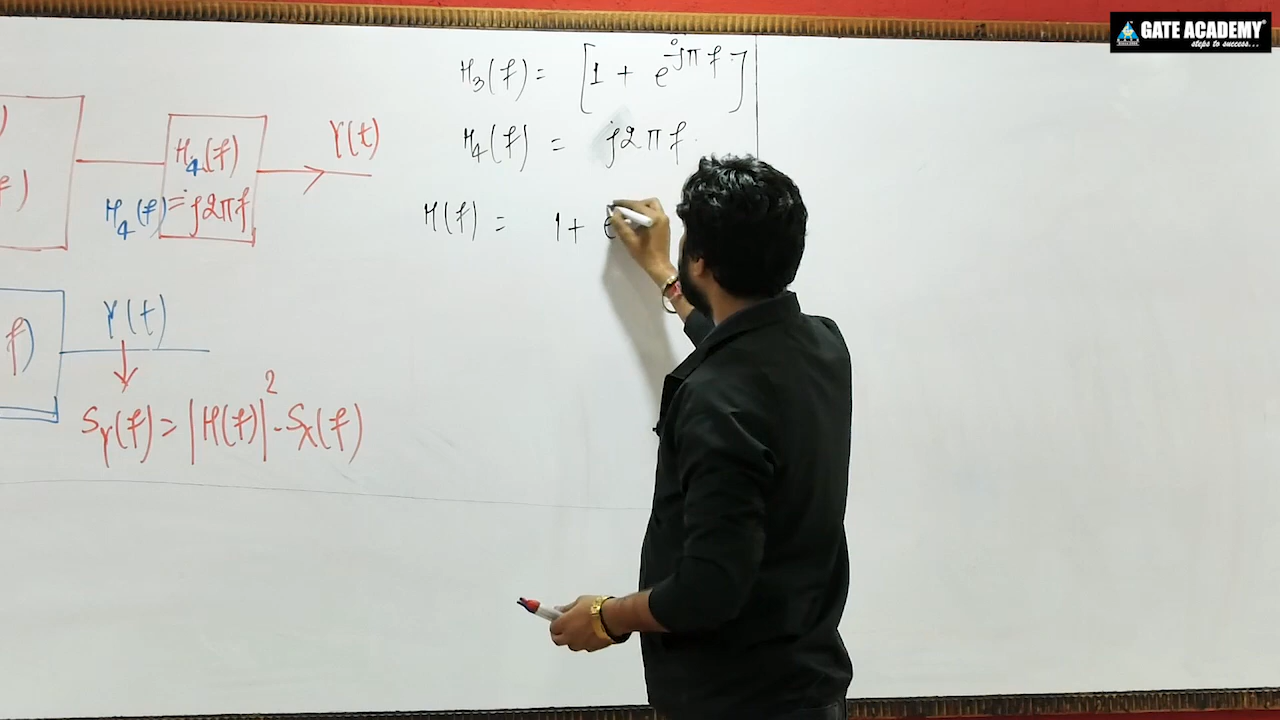 GATE ACADEMY
steps to success...
H₃(f) = [1 + e^{jπf}]
H₄(f) = j2πf
H(f) = 1 + e
)
f)
H₄(f)
H₄(f) = j2πf
Y(t)
f)
Y(t)
S_Y(f) = |H(f)|² · S_X(f)